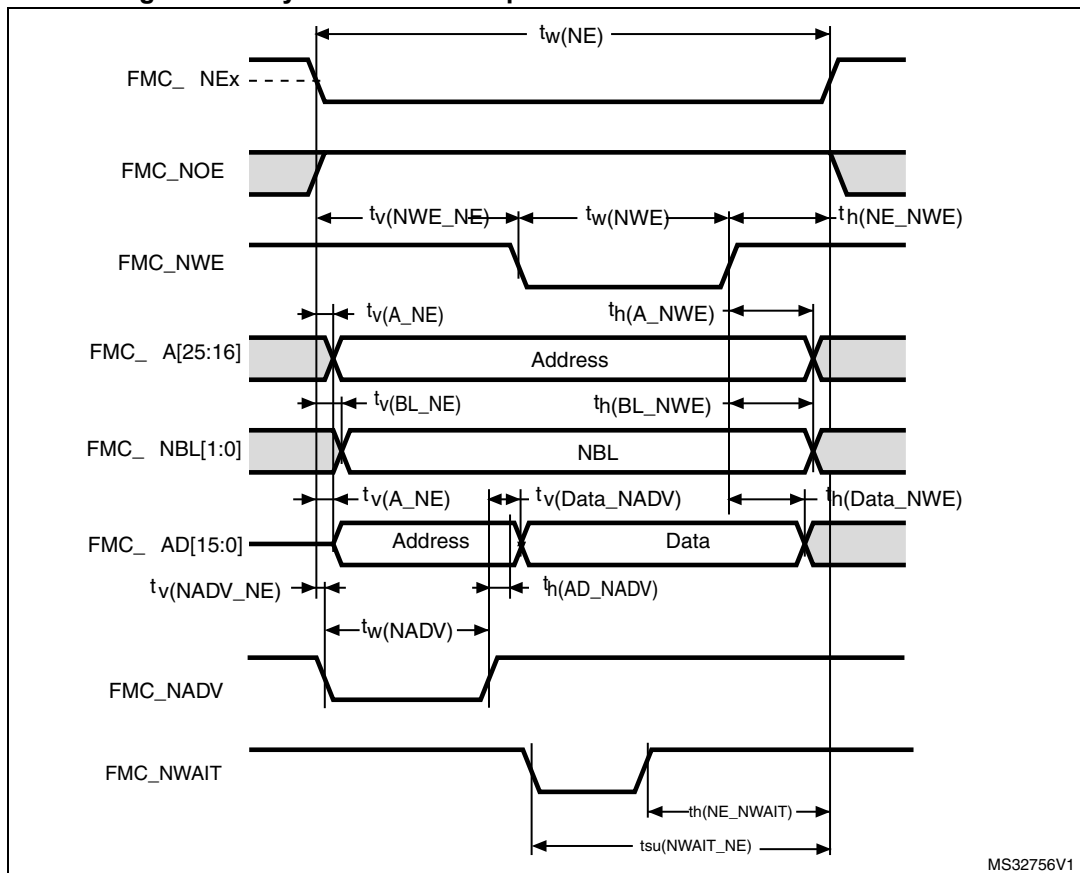 tw(NE)
FMC_ NEx
FMC_NOE
tv(NWE_NE) tw(NWE) th(NE_NWE)
FMC_NWE
tv(A_NE) th(A_NWE)
FMC_ A[25:16] Address
tv(BL_NE) th(BL_NWE)
FMC_ NBL[1:0] NBL
tv(A_NE) tv(Data_NADV) th(Data_NWE)
FMC_ AD[15:0] Address Data
tv(NADV_NE) th(AD_NADV)
tw(NADV)
FMC_NADV
FMC_NWAIT
th(NE_NWAIT)
tsu(NWAIT_NE)
MS32756V1